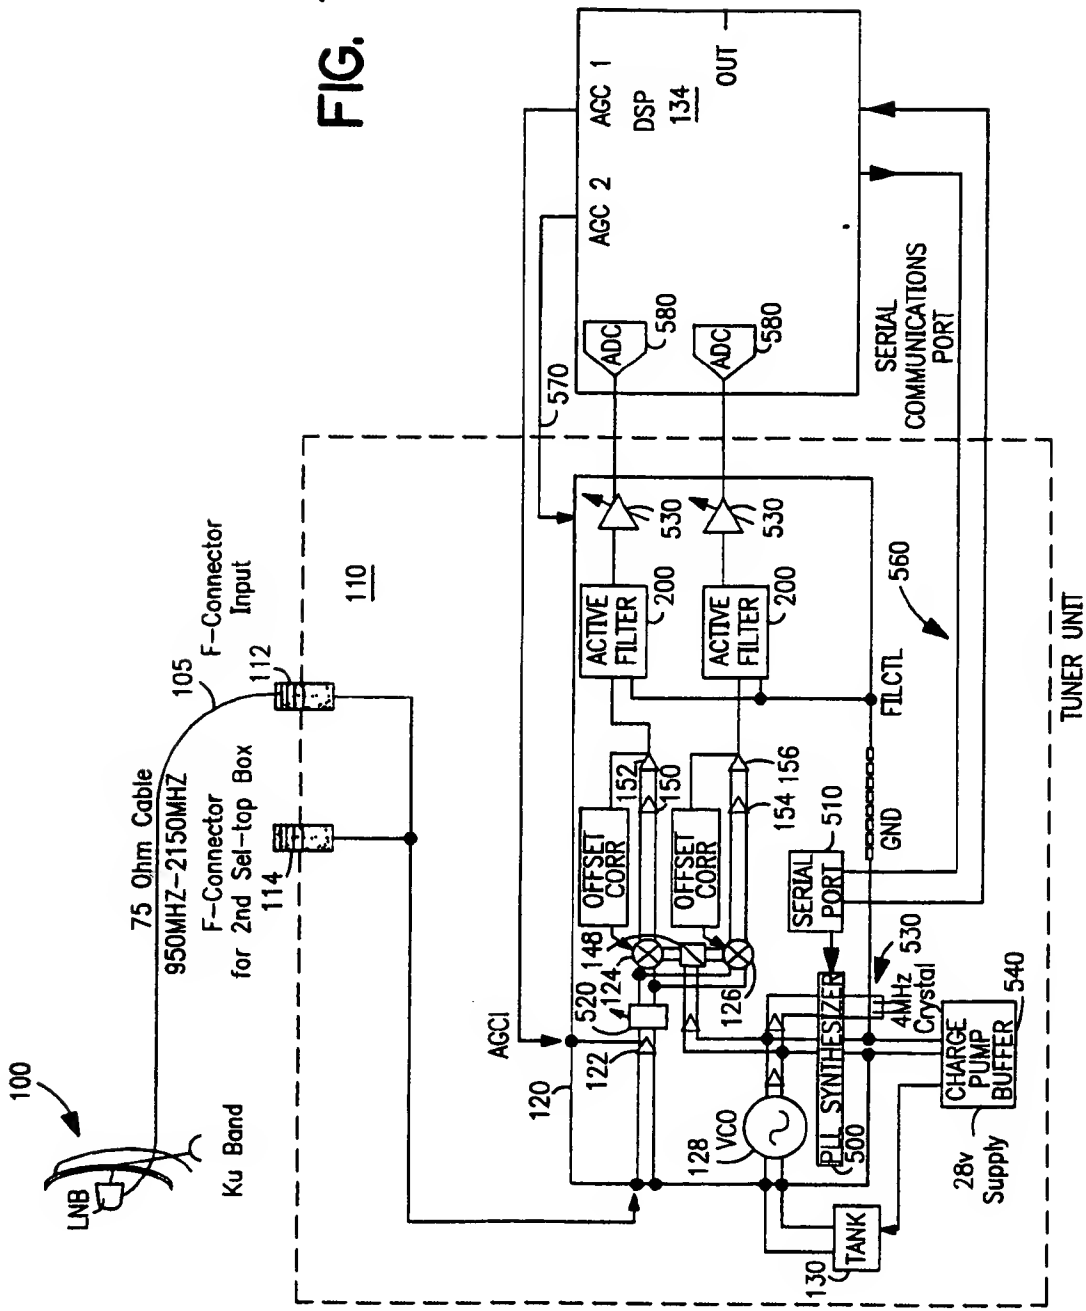 FIG.
100
LNB
Ku Band
75 Ohm Cable
950MHZ-2150MHZ
105
F-Connector
for 2nd Sel-top Box
114
F-Connector
Input
112
110
AGC 1
AGC 2
DSP
134
OUT
ADC
580
ADC
580
570
AGCI
120
122
520
124
148
126
OFFSET
CORR
OFFSET
CORR
152
150
154
156
ACTIVE
FILTER
200
ACTIVE
FILTER
200
530
530
128
VCO
PLL SYNTHESIZER
500
SERIAL
PORT
510
GND
FILCTL
560
SERIAL
COMMUNICATIONS
PORT
4MHz
Crystal
530
CHARGE
PUMP
BUFFER
540
28v
Supply
TANK
130
TUNER UNIT